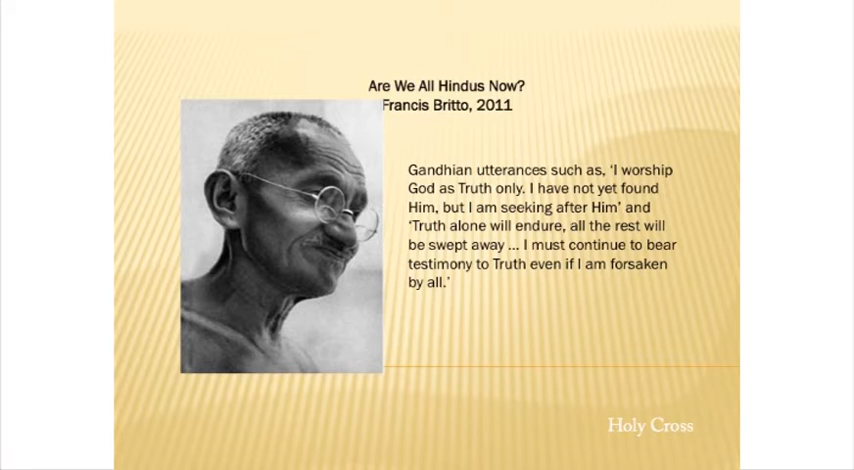 Are We All Hindus Now?
Francis Britto, 2011
Gandhian utterances such as, 'I worship
God as Truth only. I have not yet found
Him, but I am seeking after Him' and
'Truth alone will endure, all the rest will
be swept away ... I must continue to bear
testimony to Truth even if I am forsaken
by all.'
Holy Cross